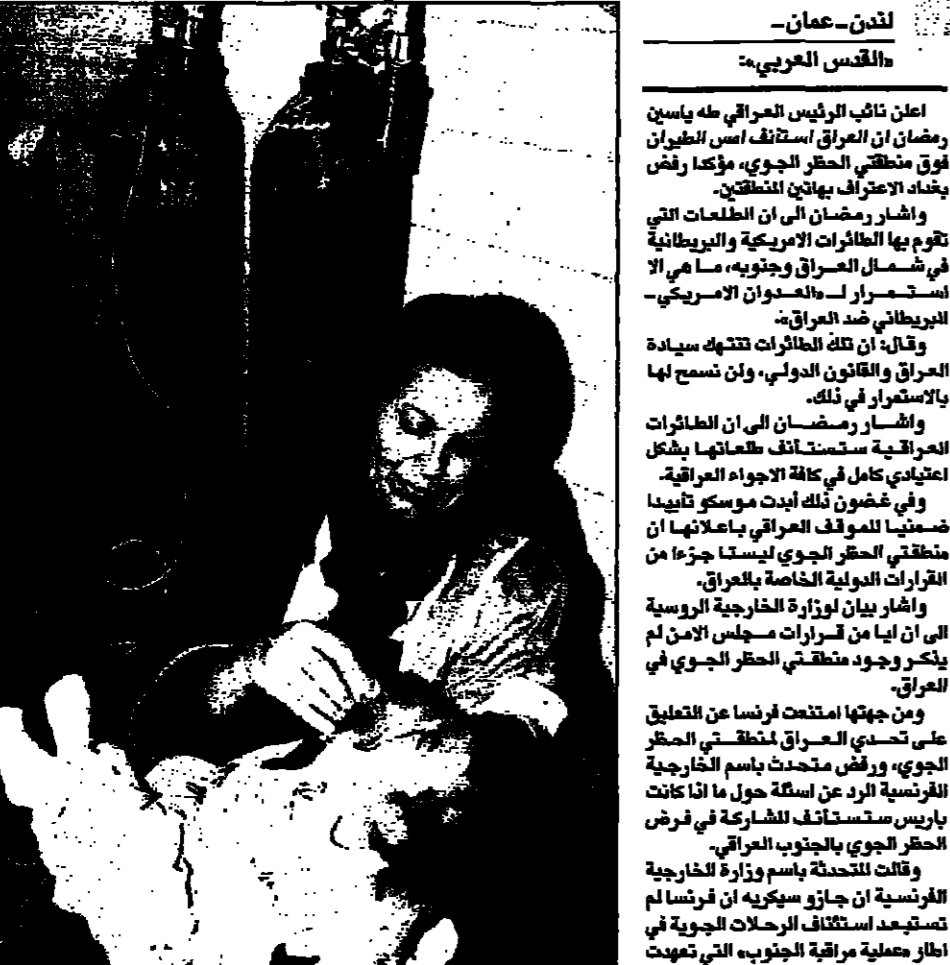 لندن ـ عمان ـ
«القدس العربي»:
اعلن نائب الرئيس العراقي طه ياسين
رمضان ان العراق استأنف امس الطيران
فوق منطقتي الحظر الجوي، مؤكدا رفض
بغداد الاعتراف بهاتين المنطقتين.
واشار رمضان الى ان الطلعات التي
تقوم بها الطائرات الامريكية والبريطانية
في شمال العراق وجنوبه، ما هي الا
استمرار لـ «العدوان الامريكي ـ
البريطاني ضد العراق».
وقال: ان تلك الطائرات تنتهك سيادة
العراق والقانون الدولي، ولن نسمح لها
بالاستمرار في ذلك.
واشار رمضان الى ان الطائرات
العراقية ستستأنف طلعاتها بشكل
اعتيادي كامل في كافة الاجواء العراقية.
وفي غضون ذلك أبدت موسكو تأييدا
ضمنيا للموقف العراقي باعلانها ان
منطقتي الحظر الجوي ليستا جزءا من
القرارات الدولية الخاصة بالعراق.
واشار بيان لوزارة الخارجية الروسية
الى ان ايا من قرارات مجلس الامن لم
يذكر وجود منطقتي الحظر الجوي في
العراق.
ومن جهتها امتنعت فرنسا عن التعليق
على تحدي العراق لمنطقتي الحظر
الجوي، ورفض متحدث باسم الخارجية
الفرنسية الرد عن اسئلة حول ما اذا كانت
باريس ستستأنف المشاركة في فرض
الحظر الجوي بالجنوب العراقي.
وقالت المتحدثة باسم وزارة الخارجية
الفرنسية ان جازو سيكريه ان فرنسا لم
تستبعد استئناف الرحلات الجوية في
اطار «عملية مراقبة الجنوب» التي تعهدت